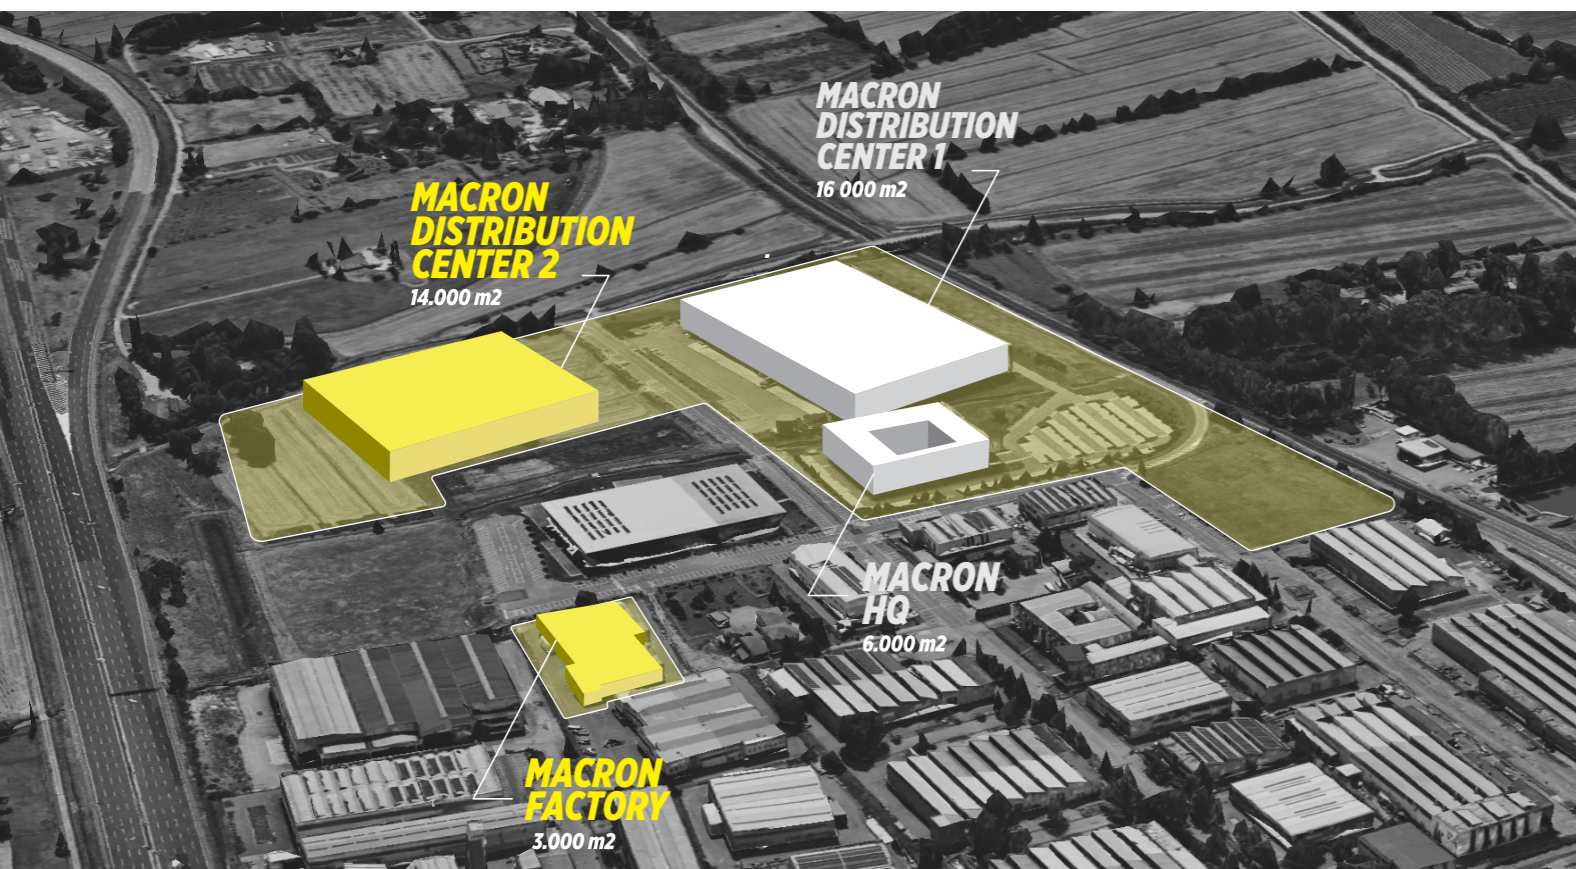 MACRON
DISTRIBUTION
CENTER 1
16 000 m2
MACRON
DISTRIBUTION
CENTER 2
14.000 m2
MACRON
HQ
6.000 m2
MACRON
FACTORY
3.000 m2